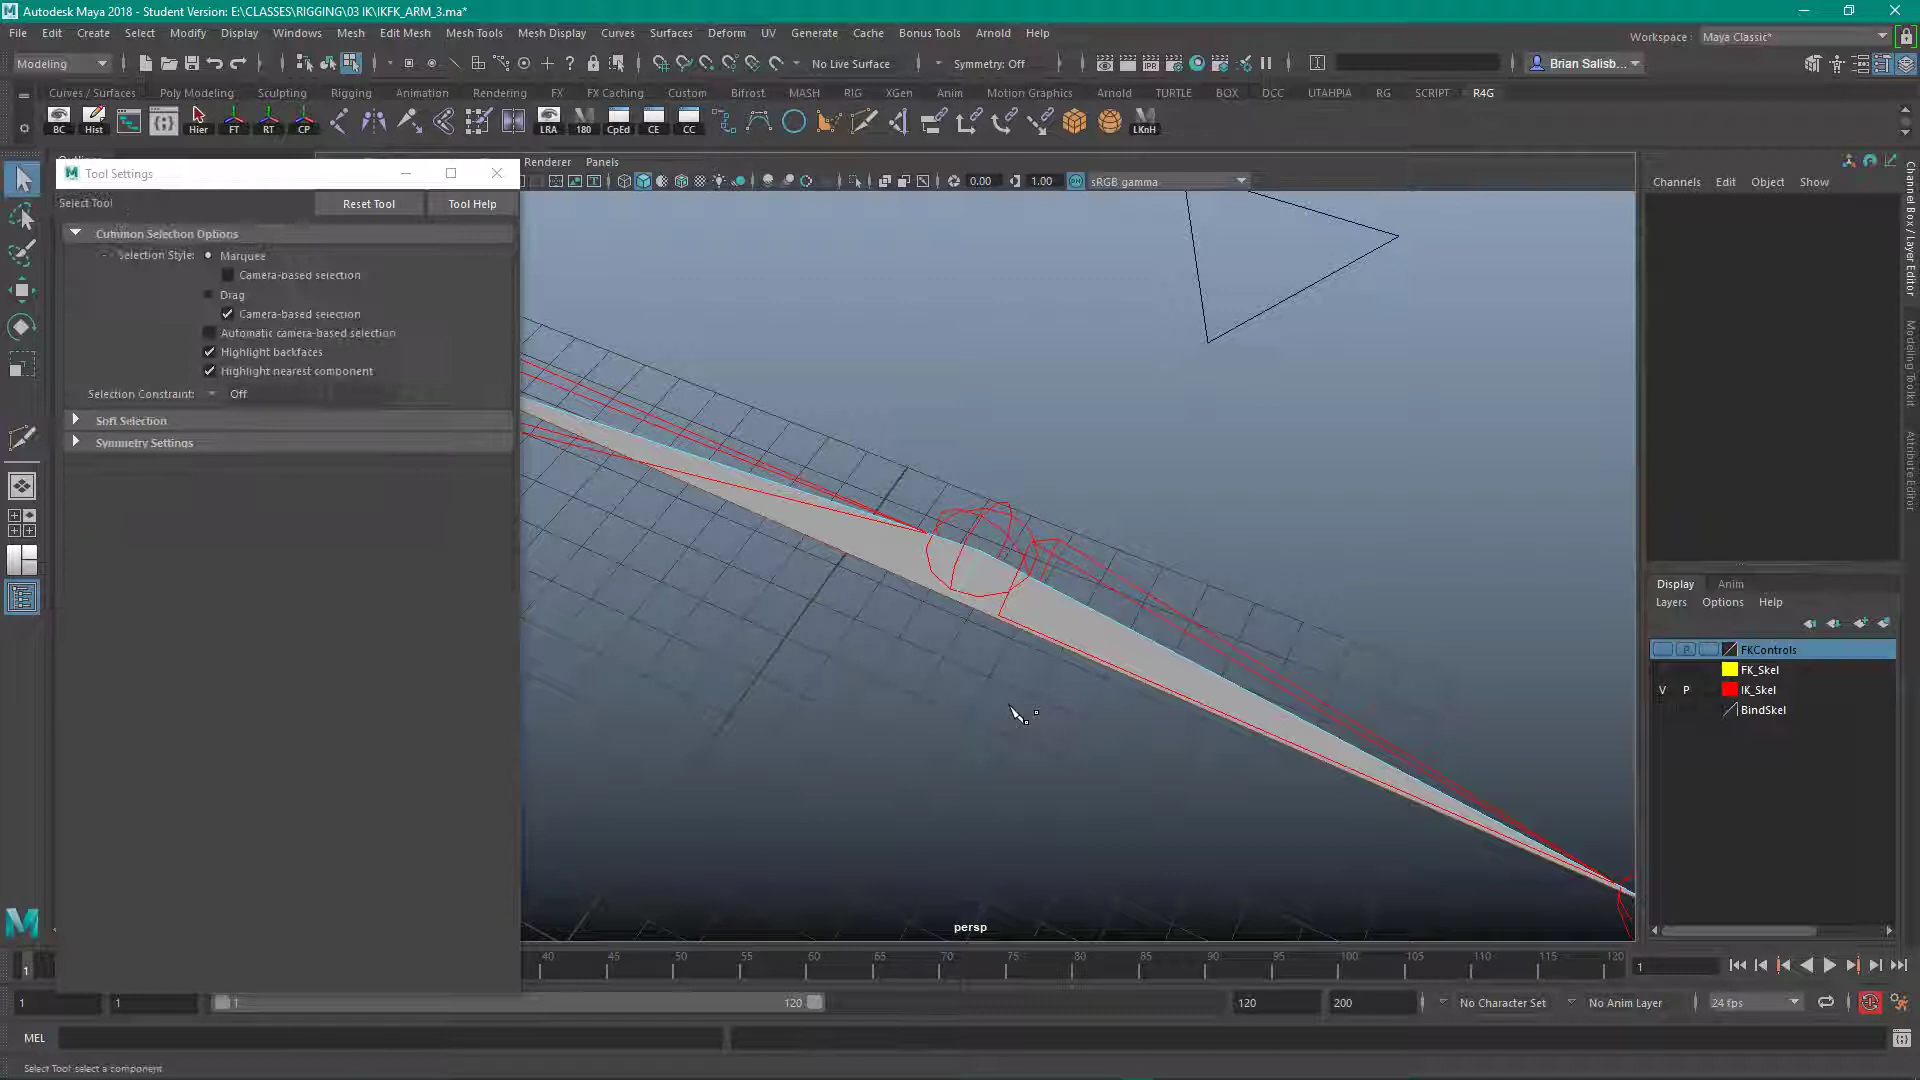 Autodesk Maya 2018 - Student Version: E:\CLASSES\RIGGING\03 IK\IKFK_ARM_3.ma*
File Edit Create Select Modify Display Windows Mesh Edit Mesh Mesh Tools Mesh Display Curves Surfaces Deform UV Generate Cache Bonus Tools Arnold Help
Workspace : Maya Classic*
Modeling No Live Surface Symmetry: Off Brian Salisb...
Curves / Surfaces Poly Modeling Sculpting Rigging Animation Rendering FX FX Caching Custom Bifrost MASH RIG XGen Anim Motion Graphics Arnold TURTLE BOX DCC UTAHPIA RG SCRIPT R4G
BC Hist Hier FT RT CP LRA 180 CpEd CE CC LKnH
Renderer Panels
Tool Settings
0.00 1.00 sRGB gamma
Channels Edit Object Show
Select Tool Reset Tool Tool Help
Common Selection Options
Selection Style: Marquee
Camera-based selection
Drag
Camera-based selection
Automatic camera-based selection
Highlight backfaces
Highlight nearest component
Selection Constraint: Off
Soft Selection
Symmetry Settings
Channel Box / Layer Editor
Modeling Toolkit
Attribute Editor
Display Anim
Layers Options Help
P FKControls
FK_Skel
V P IK_Skel
BindSkel
persp
1 40 45 50 55 60 65 70 75 80 85 90 95 100 105 110 115 120 1
1 1 1 120 120 200 No Character Set No Anim Layer 24 fps
MEL
Select Tool: select a component